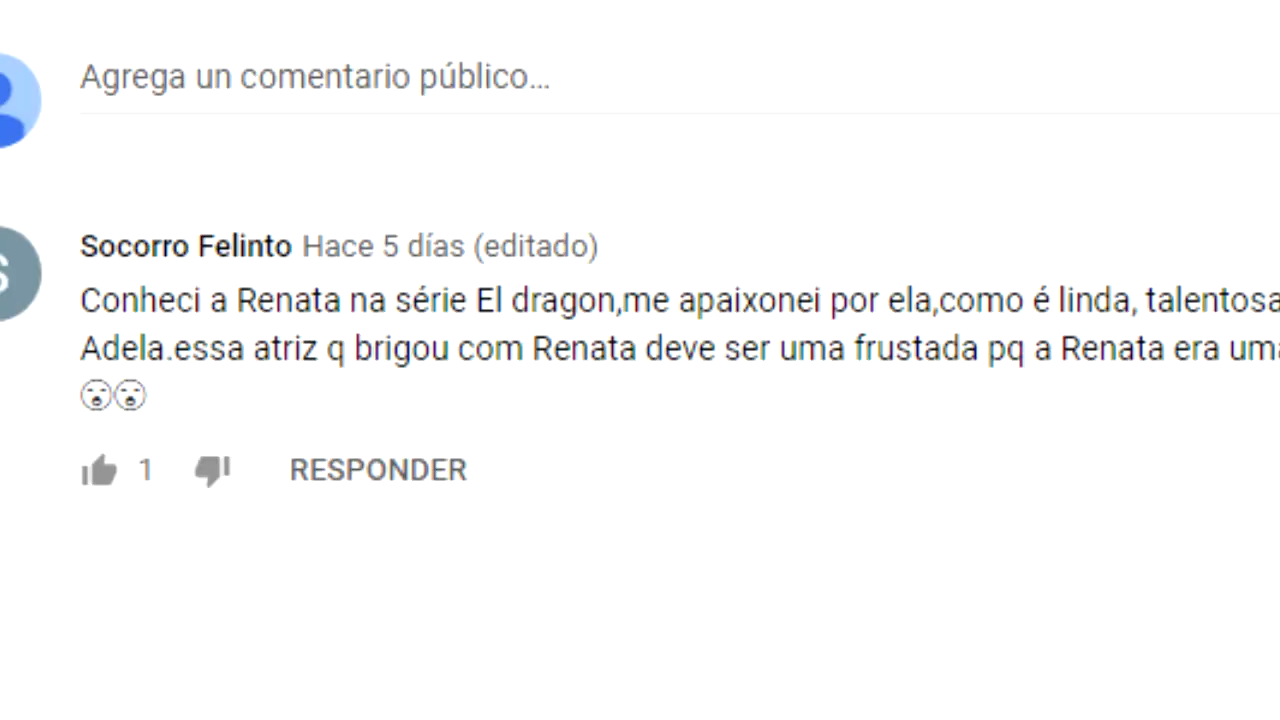 Agrega un comentario público...
Socorro Felinto Hace 5 días (editado)
Conheci a Renata na série El dragon,me apaixonei por ela,como é linda, talentosa
Adela.essa atriz q brigou com Renata deve ser uma frustada pq a Renata era uma
1 RESPONDER